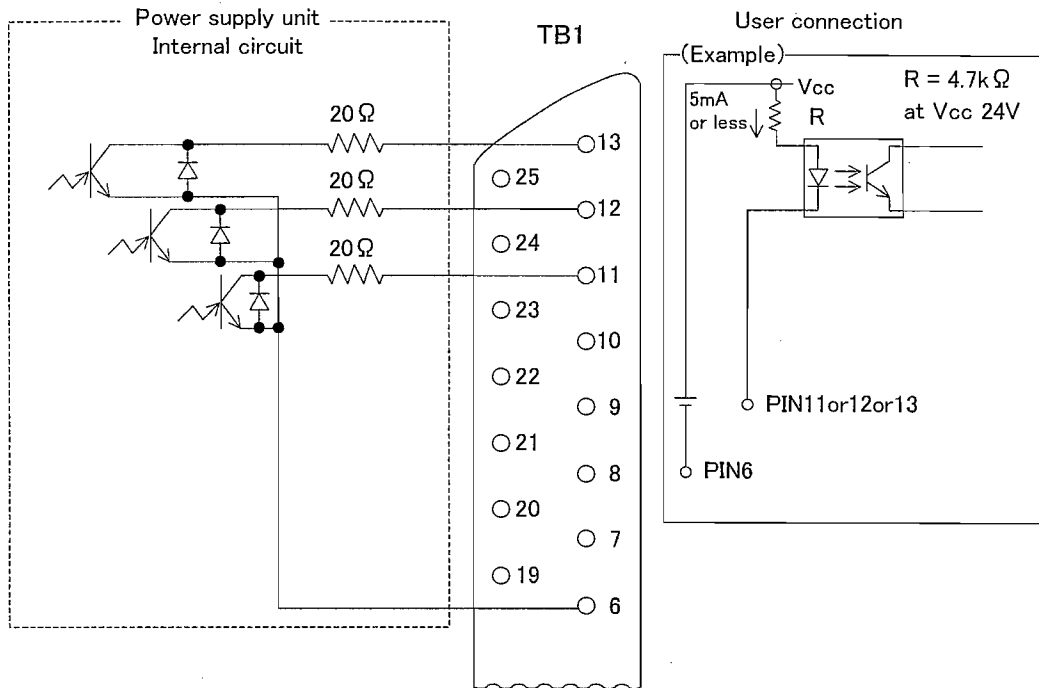 Power supply unit
Internal circuit
TB1
User connection
(Example)
Vcc
R = 4.7kΩ
at Vcc 24V
5mA
or less
R
20Ω
13
25
20Ω
12
24
20Ω
11
23
10
22
9
PIN11or12or13
21
8
PIN6
20
7
19
6